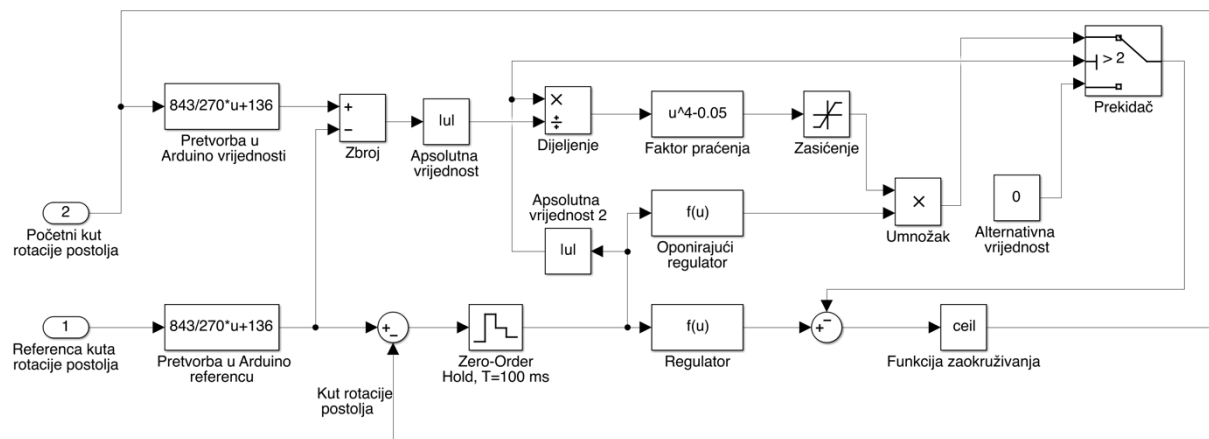 > 2
Prekidač
843/270*u+136
Pretvorba u
Arduino vrijednosti
+
−
Zbroj
|u|
Apsolutna
vrijednost
×
÷
Dijeljenje
u^4-0.05
Faktor praćenja
Zasićenje
2
Početni kut
rotacije postolja
Apsolutna
vrijednost 2
|u|
f(u)
Oponirajući
regulator
×
Umnožak
0
Alternativna
vrijednost
1
Referenca kuta
rotacije postolja
843/270*u+136
Pretvorba u Arduino
referencu
+
−
Zero-Order
Hold, T=100 ms
f(u)
Regulator
−
+
ceil
Funkcija zaokruživanja
Kut rotacije
postolja